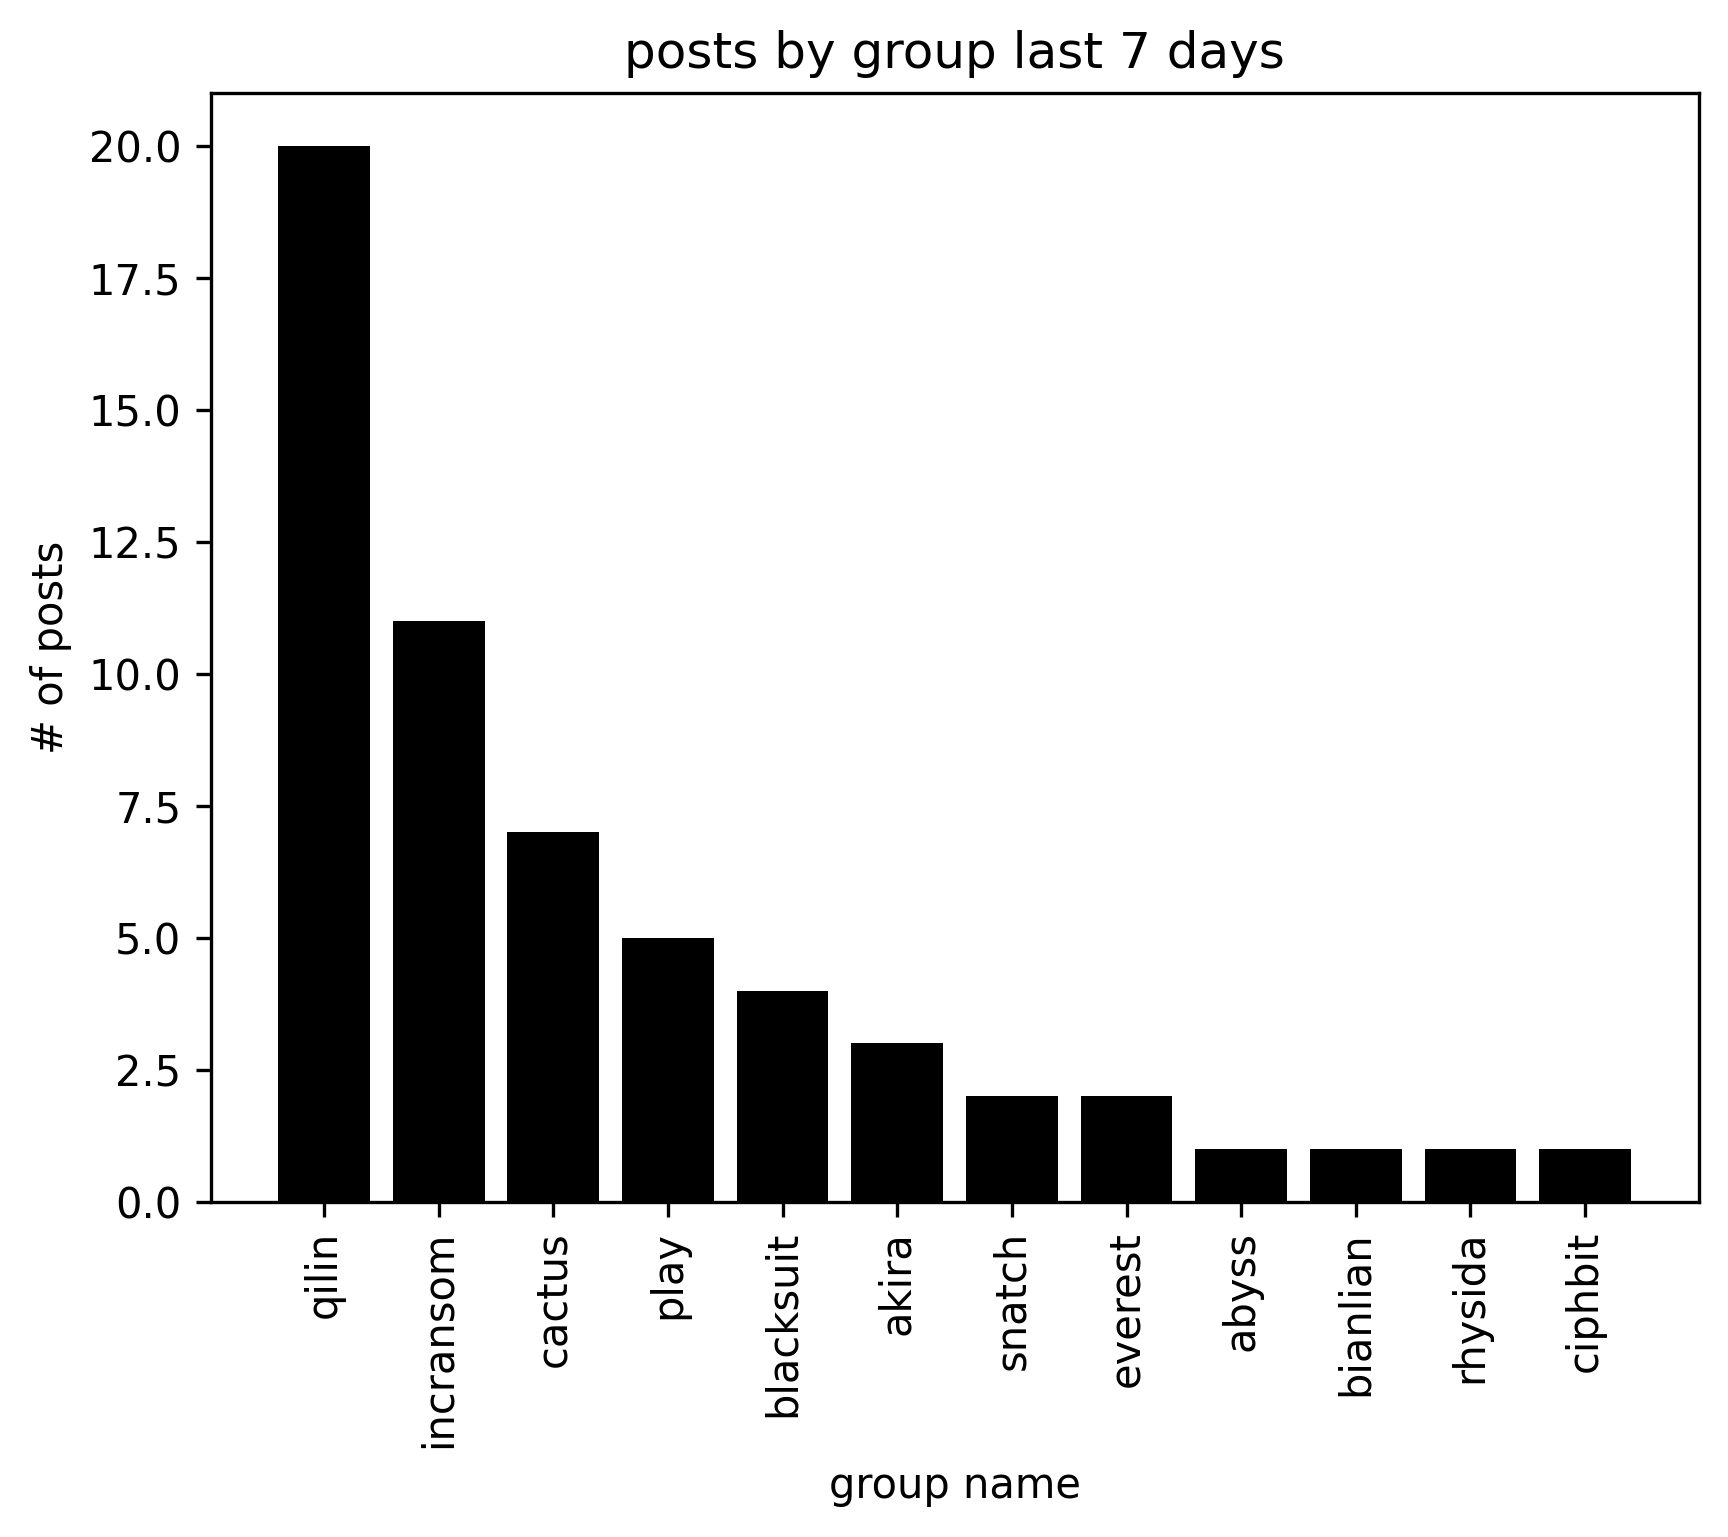 posts by group last 7 days
# of posts
20.0
17.5
15.0
12.5
10.0
7.5
5.0
2.5
0.0
qilin
incransom
cactus
play
blacksuit
akira
snatch
everest
abyss
bianlian
rhysida
ciphbit
group name